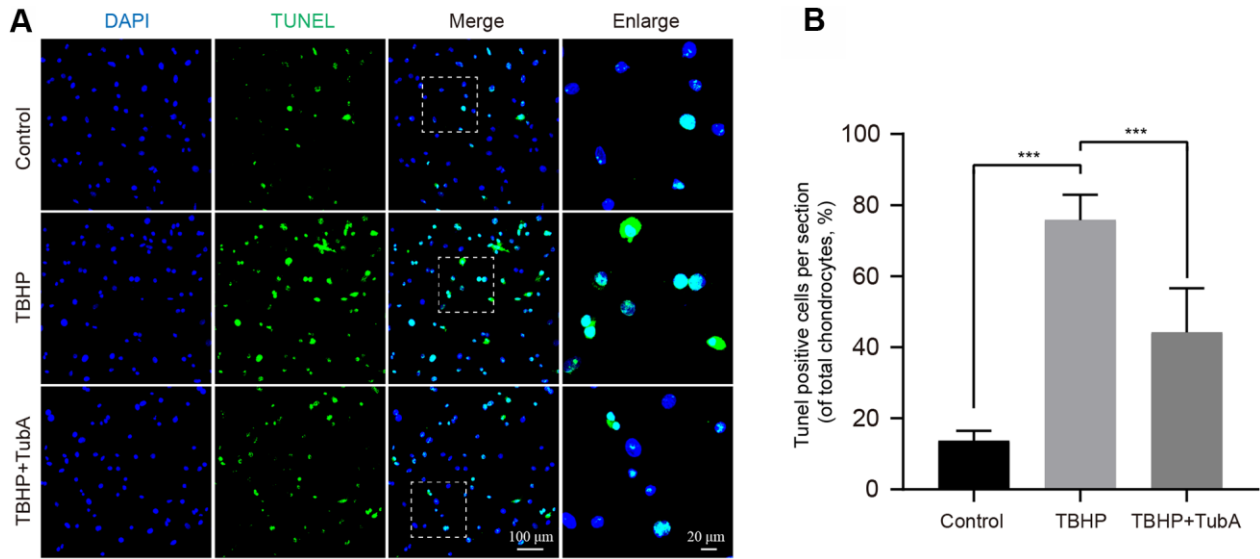 A
DAPI
TUNEL
Merge
Enlarge
Control
TBHP
TBHP+TubA
100 μm
20 μm
B
Tunel positive cells per section
(of total chondrocytes, %)
100
80
60
40
20
0
***
***
Control
TBHP
TBHP+TubA